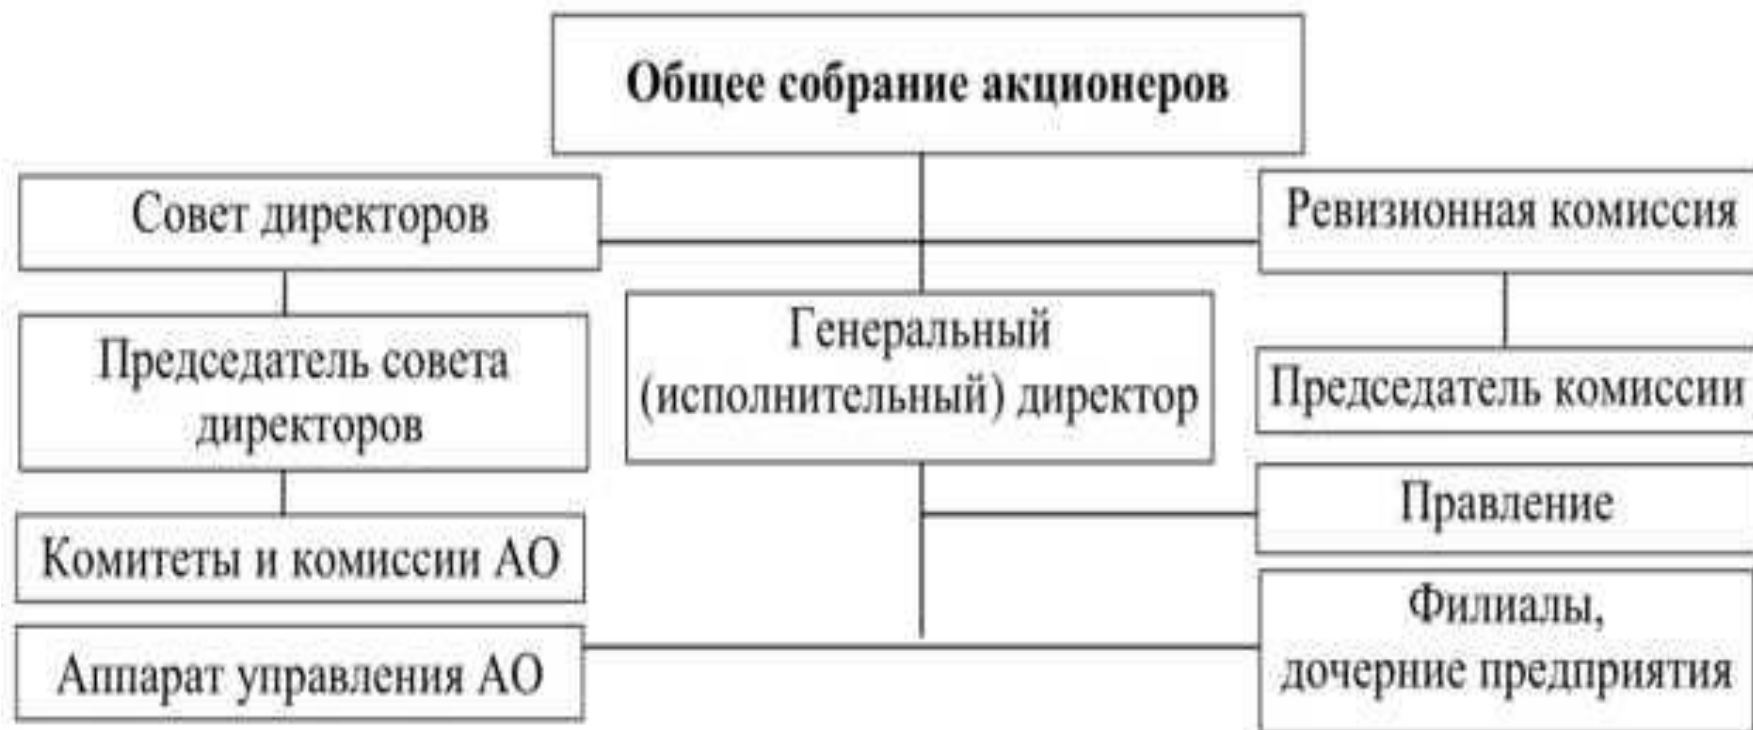 Общее собрание акционеров
Совет директоров
Ревизионная комиссия
Генеральный
(исполнительный) директор
Председатель совета
директоров
Председатель комиссии
Правление
Комитеты и комиссии АО
Филиалы,
дочерние предприятия
Аппарат управления АО